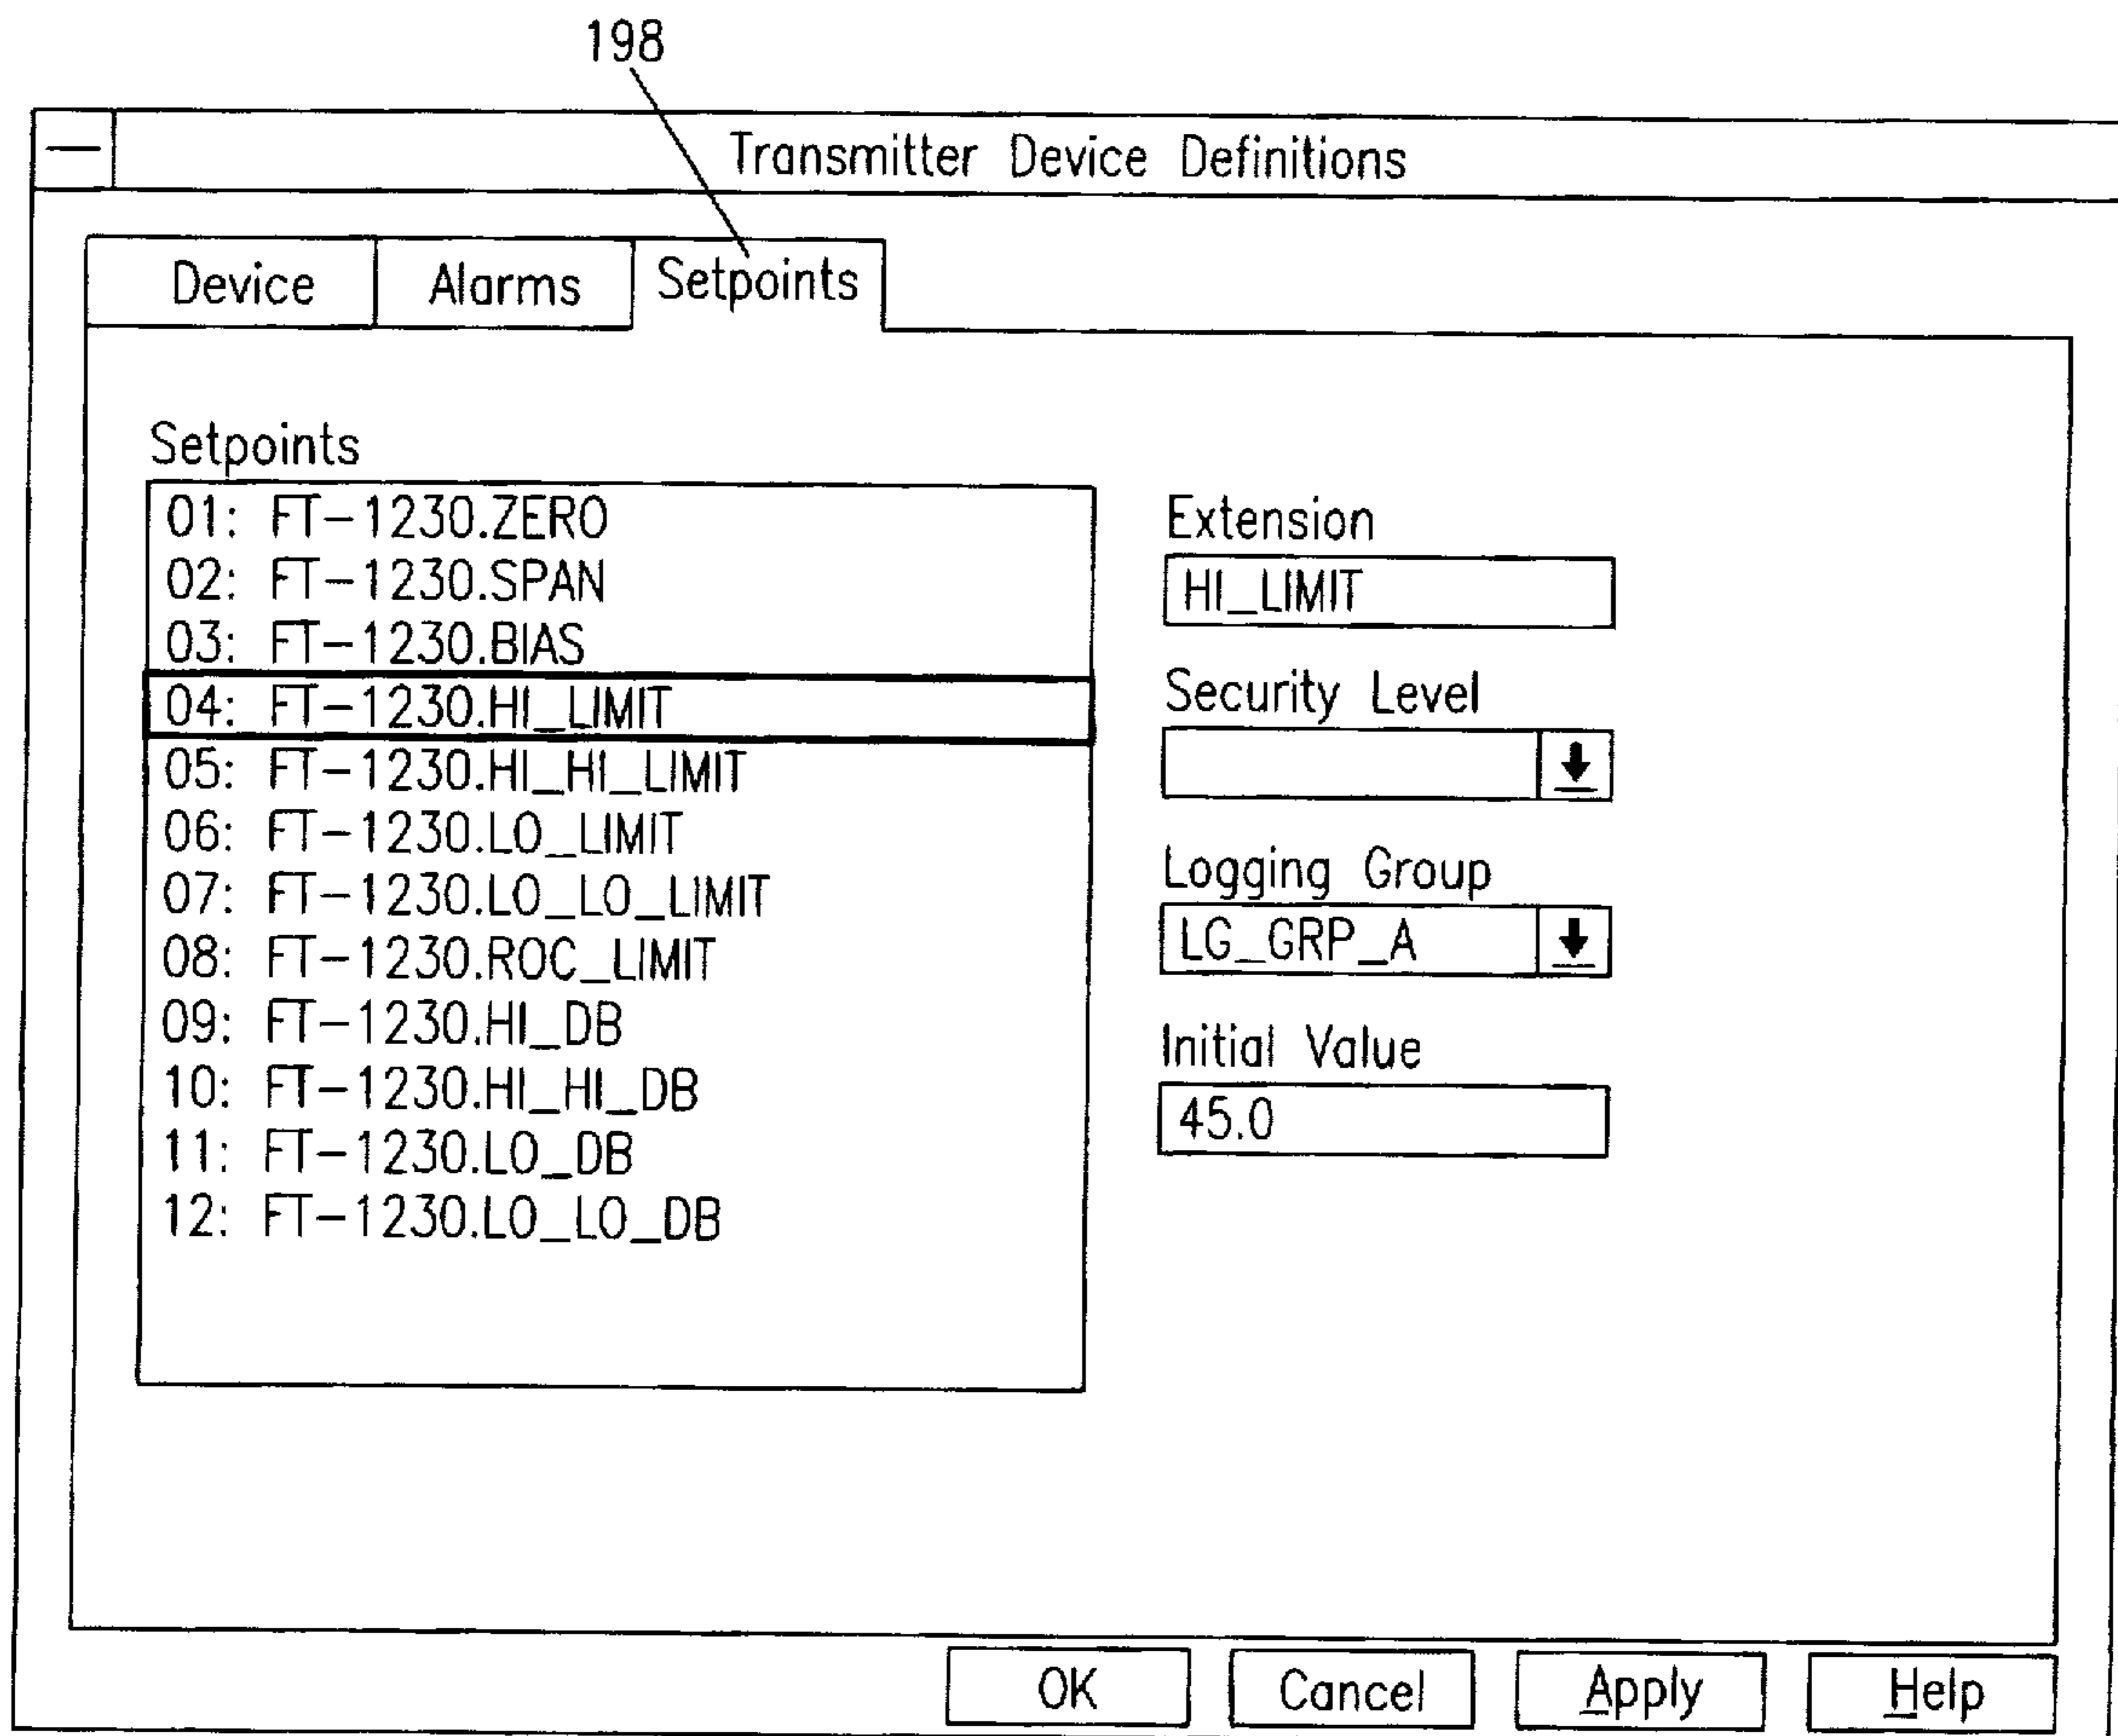 198
Transmitter Device Definitions
Device Alarms Setpoints
Setpoints
01: FT-1230.ZERO
02: FT-1230.SPAN
03: FT-1230.BIAS
04: FT-1230.HI_LIMIT
05: FT-1230.HI_HI_LIMIT
06: FT-1230.LO_LIMIT
07: FT-1230.LO_LO_LIMIT
08: FT-1230.ROC_LIMIT
09: FT-1230.HI_DB
10: FT-1230.HI_HI_DB
11: FT-1230.LO_DB
12: FT-1230.LO_LO_DB
Extension
HI_LIMIT
Security Level
Logging Group
LG_GRP_A
Initial Value
45.0
OK Cancel Apply Help